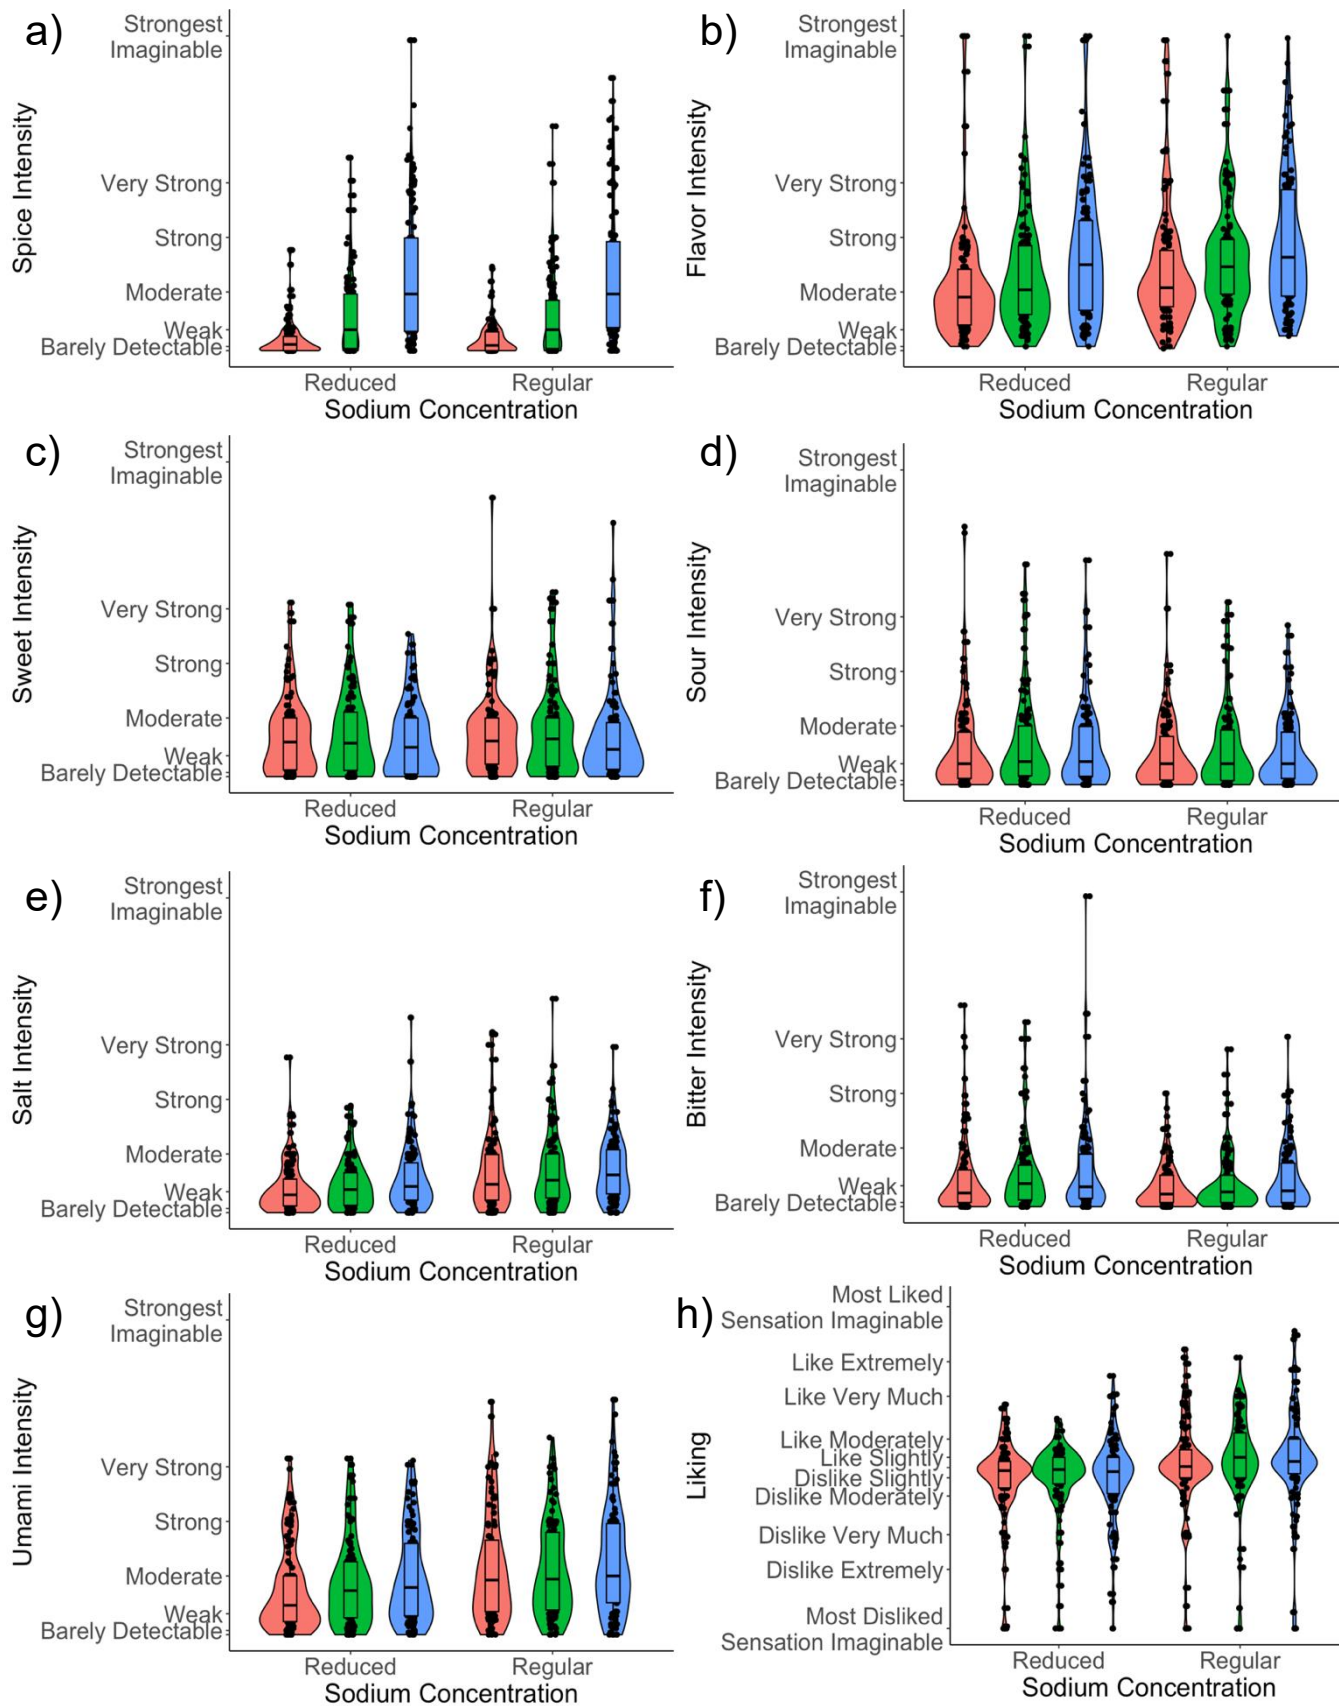 a)
Spice Intensity
Strongest
Imaginable
Very Strong
Strong
Moderate
Weak
Barely Detectable
Reduced
Regular
Sodium Concentration
b)
Flavor Intensity
Strongest
Imaginable
Very Strong
Strong
Moderate
Weak
Barely Detectable
Reduced
Regular
Sodium Concentration
c)
Sweet Intensity
Strongest
Imaginable
Very Strong
Strong
Moderate
Weak
Barely Detectable
Reduced
Regular
Sodium Concentration
d)
Sour Intensity
Strongest
Imaginable
Very Strong
Strong
Moderate
Weak
Barely Detectable
Reduced
Regular
Sodium Concentration
e)
Salt Intensity
Strongest
Imaginable
Very Strong
Strong
Moderate
Weak
Barely Detectable
Reduced
Regular
Sodium Concentration
f)
Bitter Intensity
Strongest
Imaginable
Very Strong
Strong
Moderate
Weak
Barely Detectable
Reduced
Regular
Sodium Concentration
g)
Umami Intensity
Strongest
Imaginable
Very Strong
Strong
Moderate
Weak
Barely Detectable
Reduced
Regular
Sodium Concentration
h)
Liking
Most Liked
Sensation Imaginable
Like Extremely
Like Very Much
Like Moderately
Like Slightly
Dislike Slightly
Dislike Moderately
Dislike Very Much
Dislike Extremely
Most Disliked
Sensation Imaginable
Reduced
Regular
Sodium Concentration